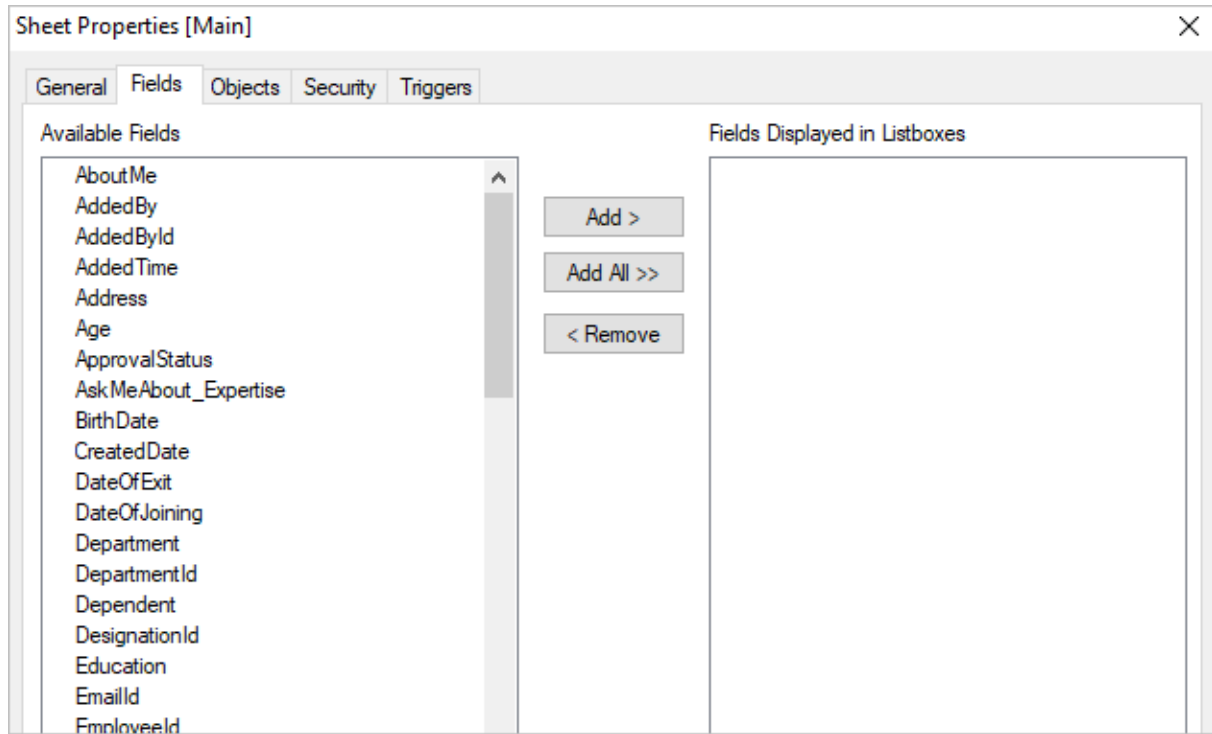 Sheet Properties [Main]
General Fields Objects Security Triggers
Available Fields
Fields Displayed in Listboxes
AboutMe
AddedBy
AddedById
AddedTime
Address
Age
ApprovalStatus
AskMeAbout_Expertise
BirthDate
CreatedDate
DateOfExit
DateOfJoining
Department
DepartmentId
Dependent
DesignationId
Education
EmailId
EmployeeId
Add >
Add All >>
< Remove